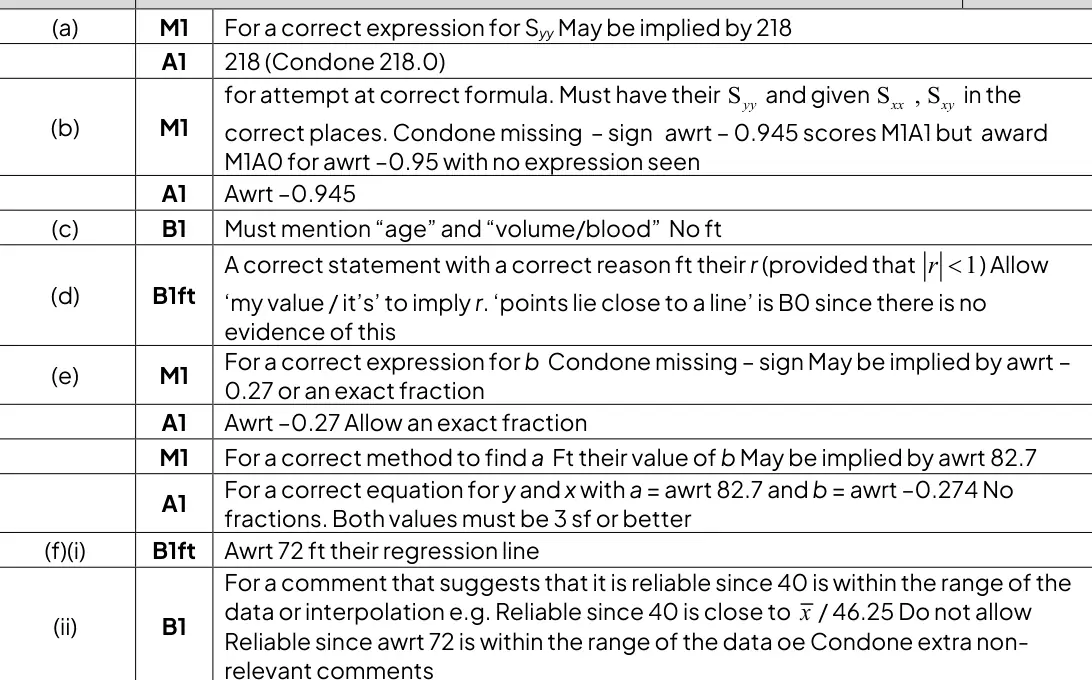 (a) M1 For a correct expression for Syy May be implied by 218
A1 218 (Condone 218.0)
for attempt at correct formula. Must have their Syy and given Sxx , Sxy in the
(b) M1 correct places. Condone missing – sign awrt – 0.945 scores M1A1 but award
M1A0 for awrt –0.95 with no expression seen
A1 Awrt –0.945
(c) B1 Must mention “age” and “volume/blood” No ft
A correct statement with a correct reason ft their r (provided that |r| < 1) Allow
(d) B1ft ‘my value / it’s’ to imply r. ‘points lie close to a line’ is B0 since there is no
evidence of this
(e) M1 For a correct expression for b Condone missing – sign May be implied by awrt –
0.27 or an exact fraction
A1 Awrt –0.27 Allow an exact fraction
M1 For a correct method to find a Ft their value of b May be implied by awrt 82.7
A1 For a correct equation for y and x with a = awrt 82.7 and b = awrt –0.274 No
fractions. Both values must be 3 sf or better
(f)(i) B1ft Awrt 72 ft their regression line
For a comment that suggests that it is reliable since 40 is within the range of the
(ii) B1 data or interpolation e.g. Reliable since 40 is close to x̅ / 46.25 Do not allow
Reliable since awrt 72 is within the range of the data oe Condone extra non-
relevant comments